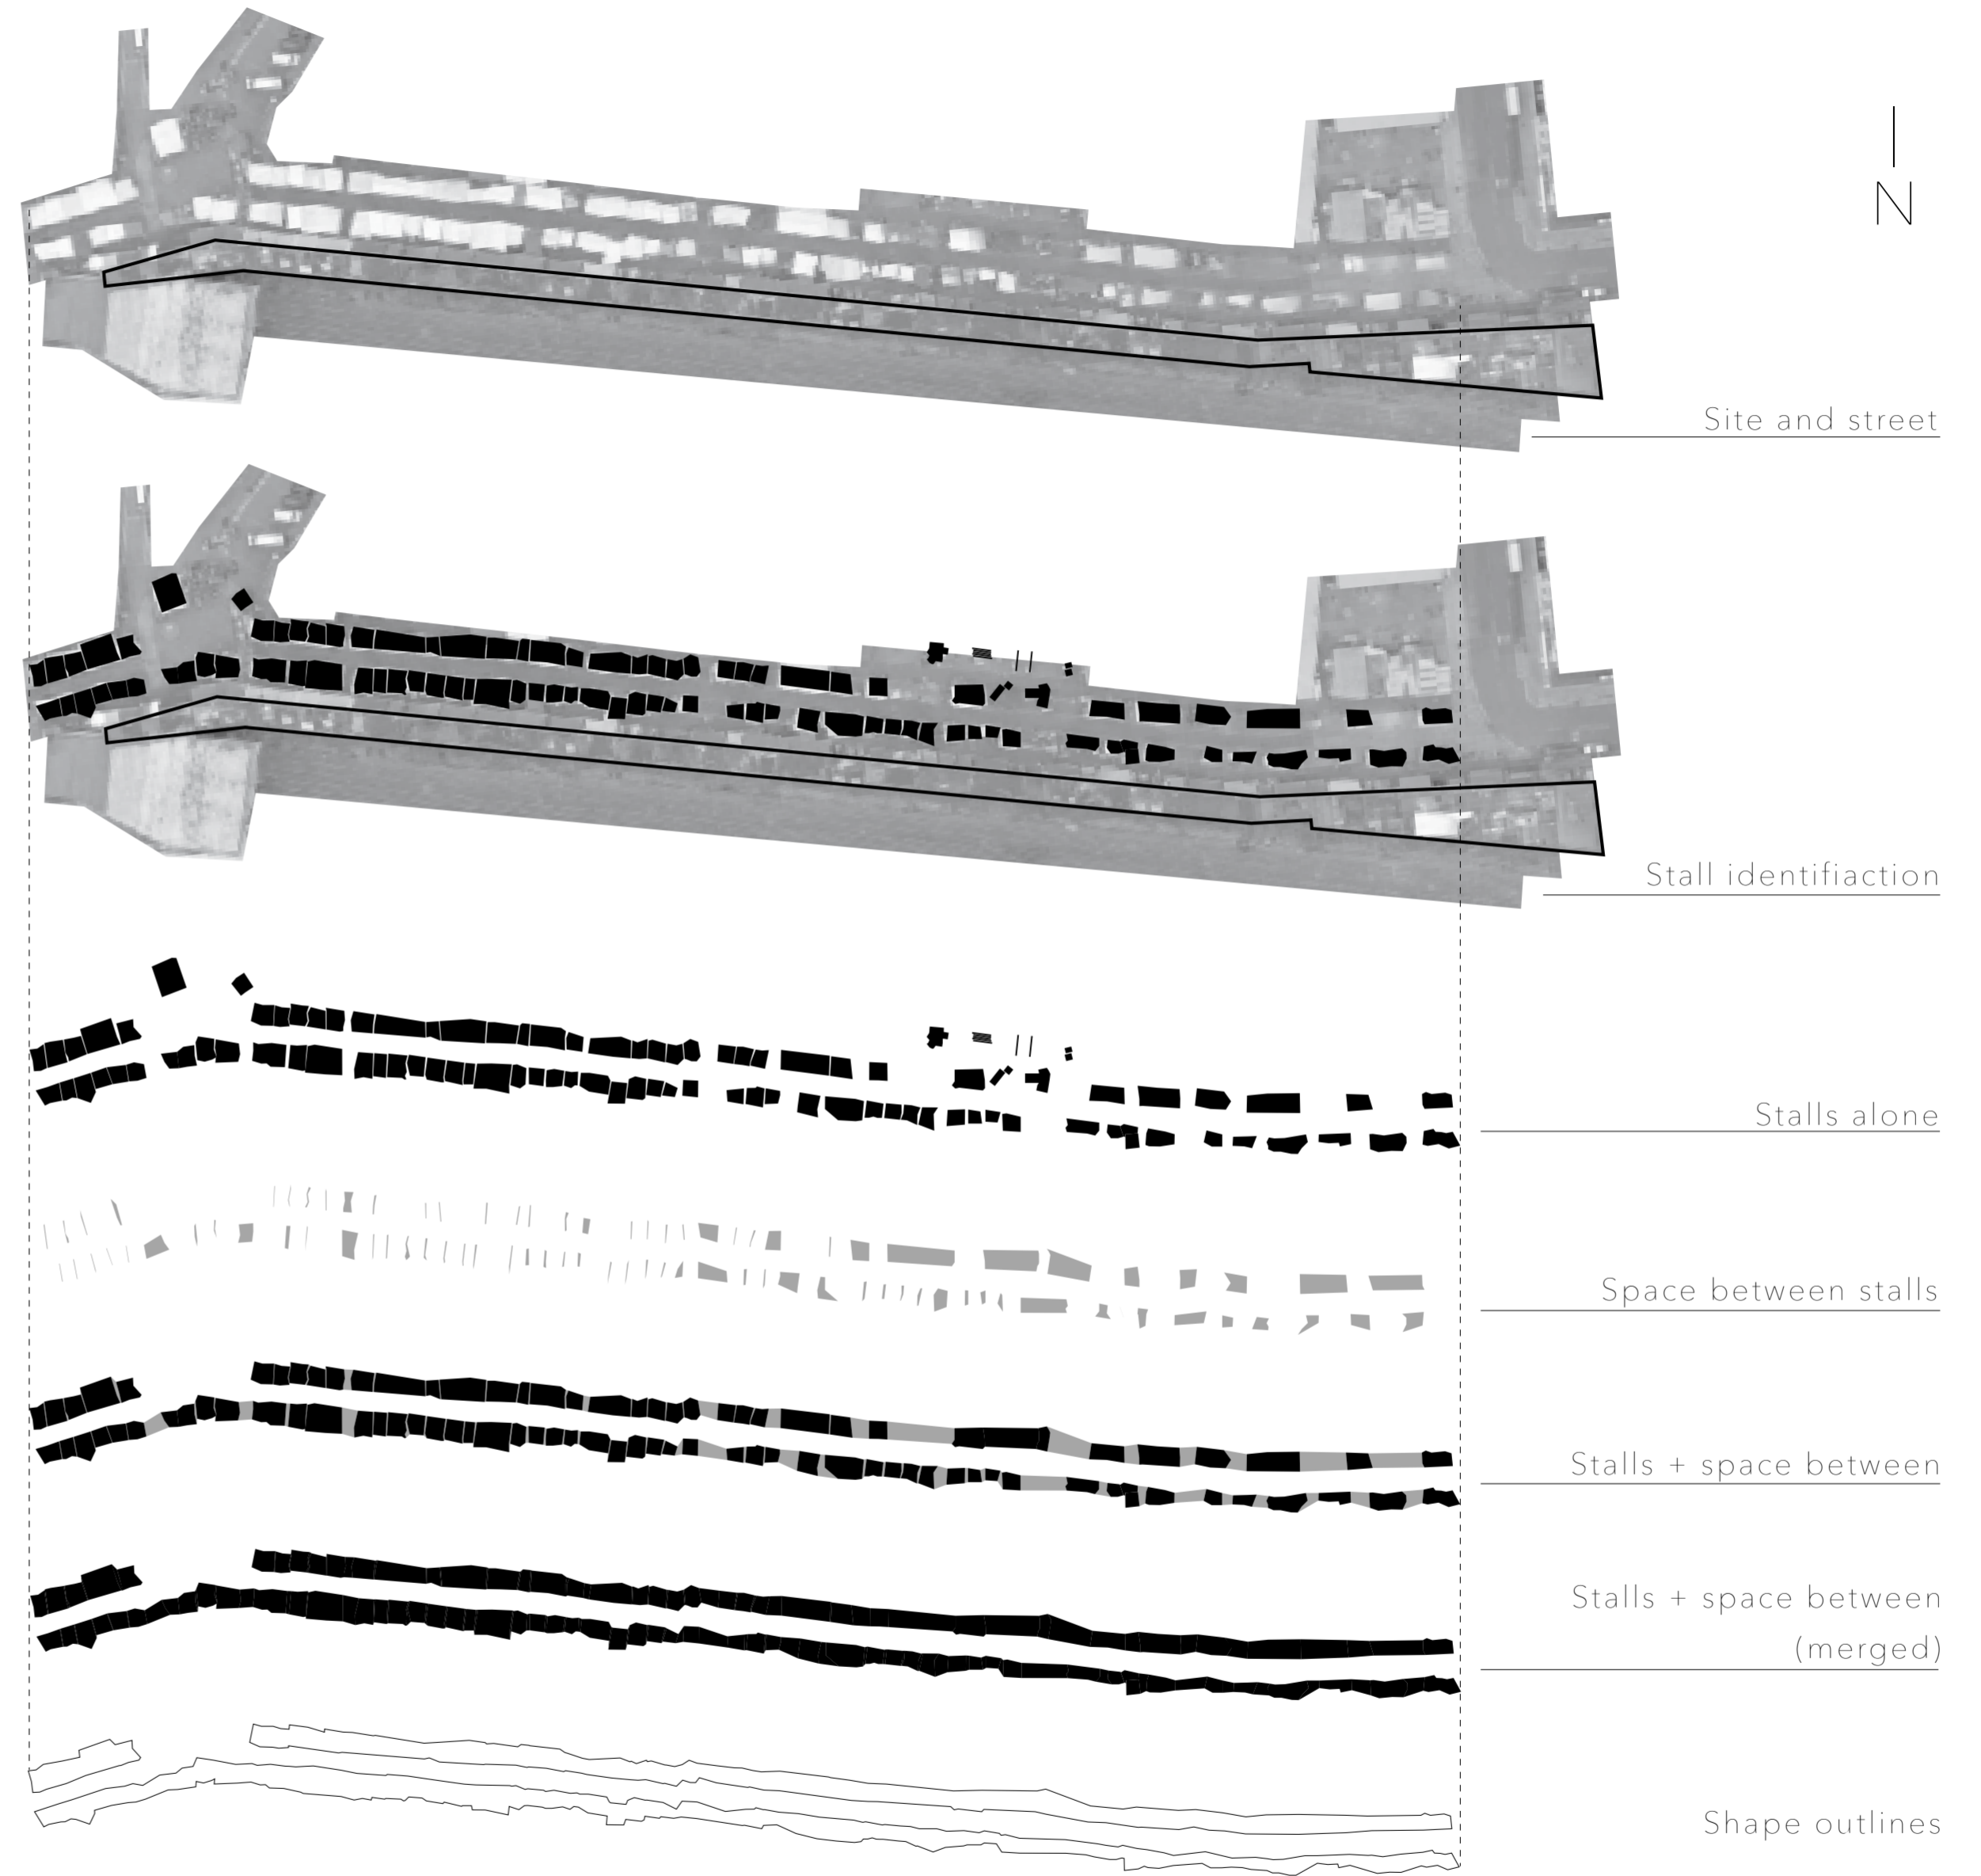 N
Site and street
Stall identifiaction
Stalls alone
Space between stalls
Stalls + space between
Stalls + space between
(merged)
Shape outlines